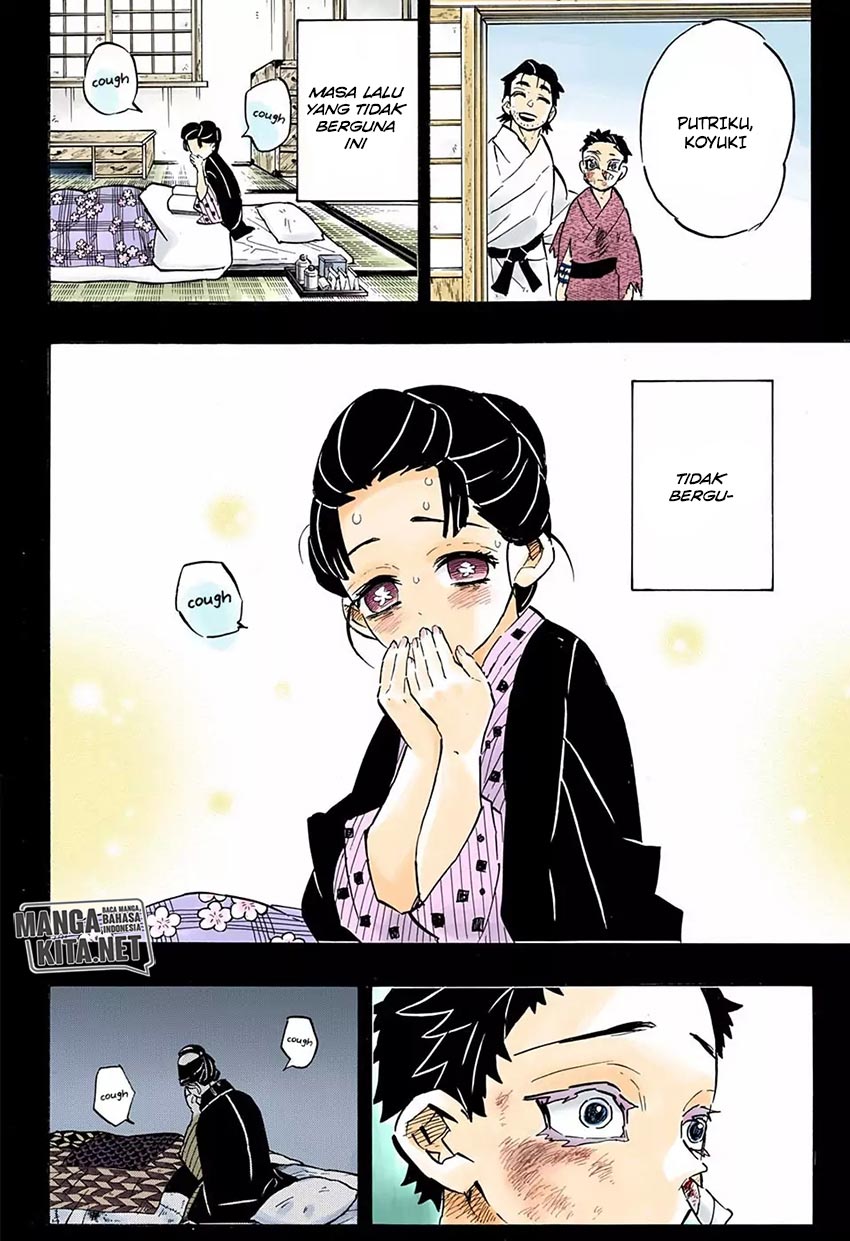 PUTRIKU,
KOYUKI
MASA LALU
YANG TIDAK
BERGUNA
INI
cough
cough
TIDAK
BERGU-
cough
MANGA
KITA.NET
BACA MANGA
BAHASA
INDONESIA
cough
cough